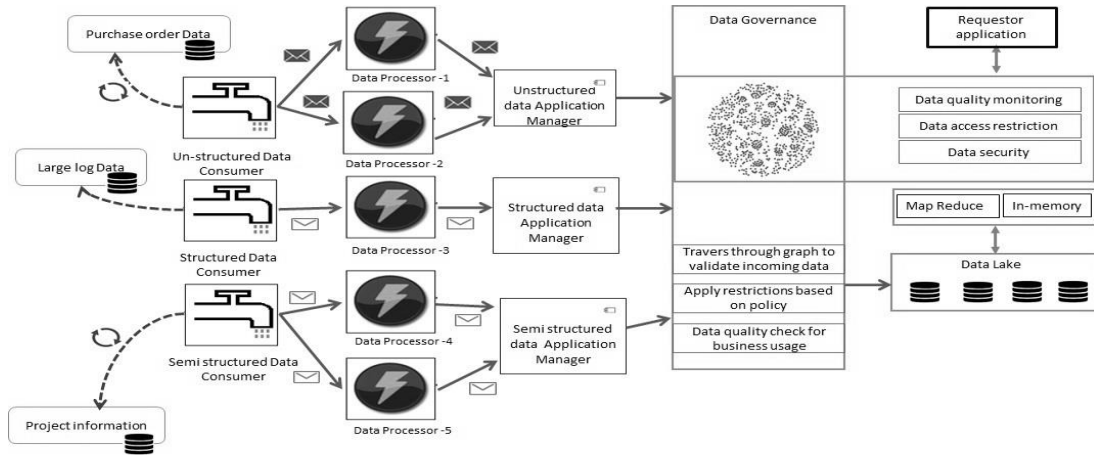 Purchase order Data
Un-structured Data
Consumer
Large log Data
Structured Data
Consumer
Semi structured Data
Consumer
Project information
Data Processor -1
Data Processor -2
Data Processor -3
Data Processor -4
Data Processor -5
Unstructured
data Application
Manager
Structured data
Application
Manager
Semi structured
data Application
Manager
Data Governance
Travers through graph to
validate incoming data
Apply restrictions based
on policy
Data quality check for
business usage
Requestor
application
Data quality monitoring
Data access restriction
Data security
Map Reduce
In-memory
Data Lake